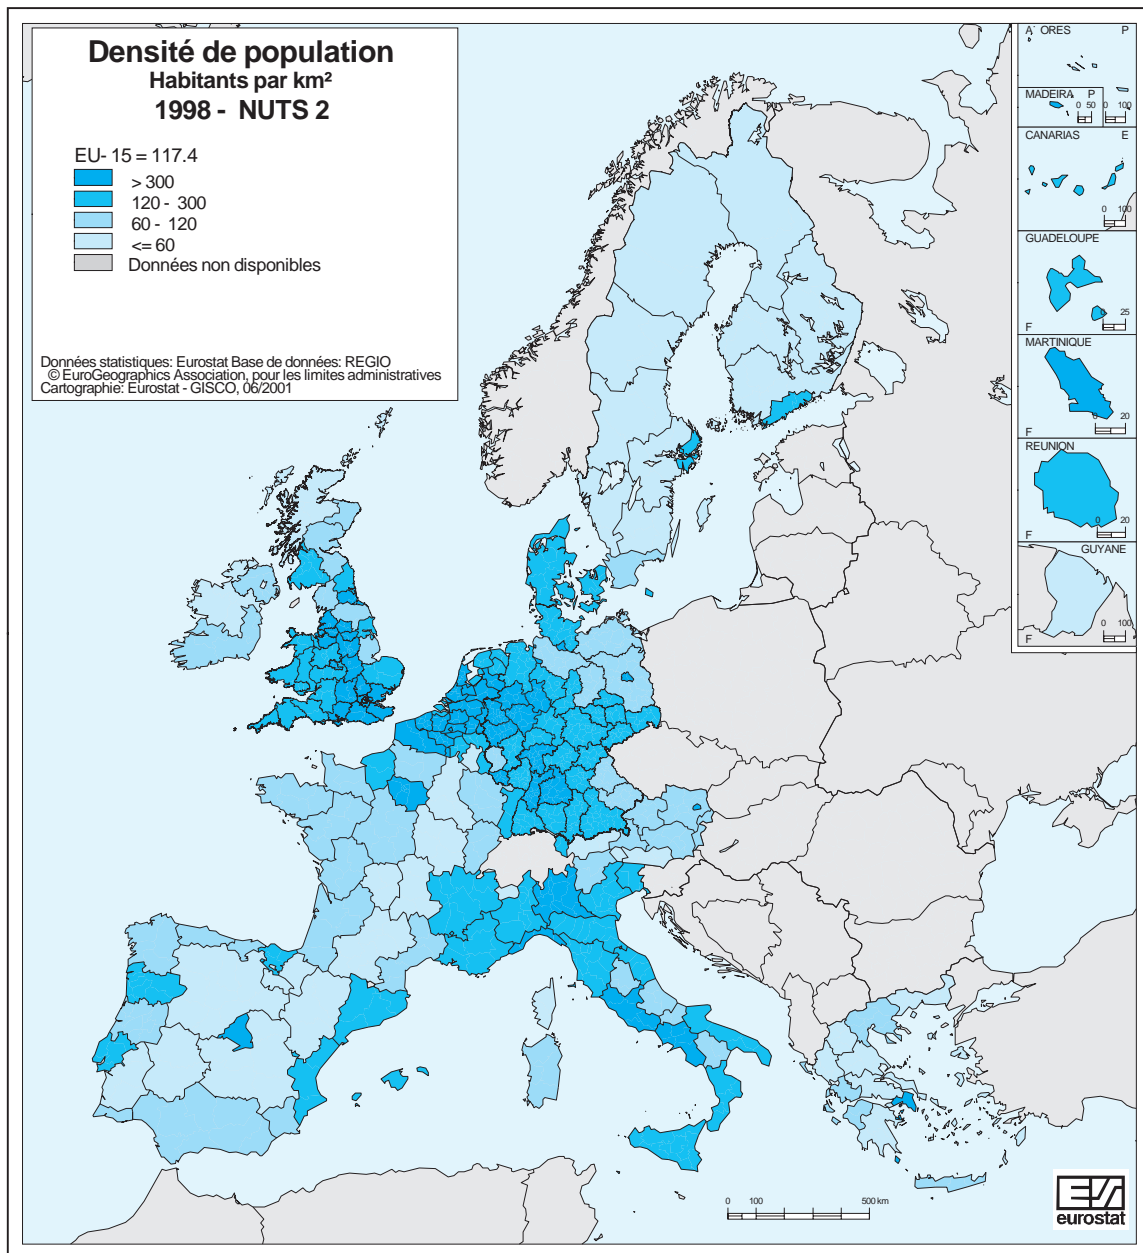 Densité de population
Habitants par km²
1998 - NUTS 2
EU- 15 = 117.4
> 300
120 - 300
60 - 120
<= 60
Données non disponibles
Données statistiques: Eurostat Base de données: REGIO
© EuroGeographics Association, pour les limites administratives
Cartographie: Eurostat - GISCO, 06/2001
A´ORES P
MADEIRA P
0 50 0 100
CANARIAS E
0 100
GUADELOUPE
0 25
F
MARTINIQUE
0 20
F
REUNION
0 20
F
GUYANE
0 100
F
0 100 500 km
eurostat